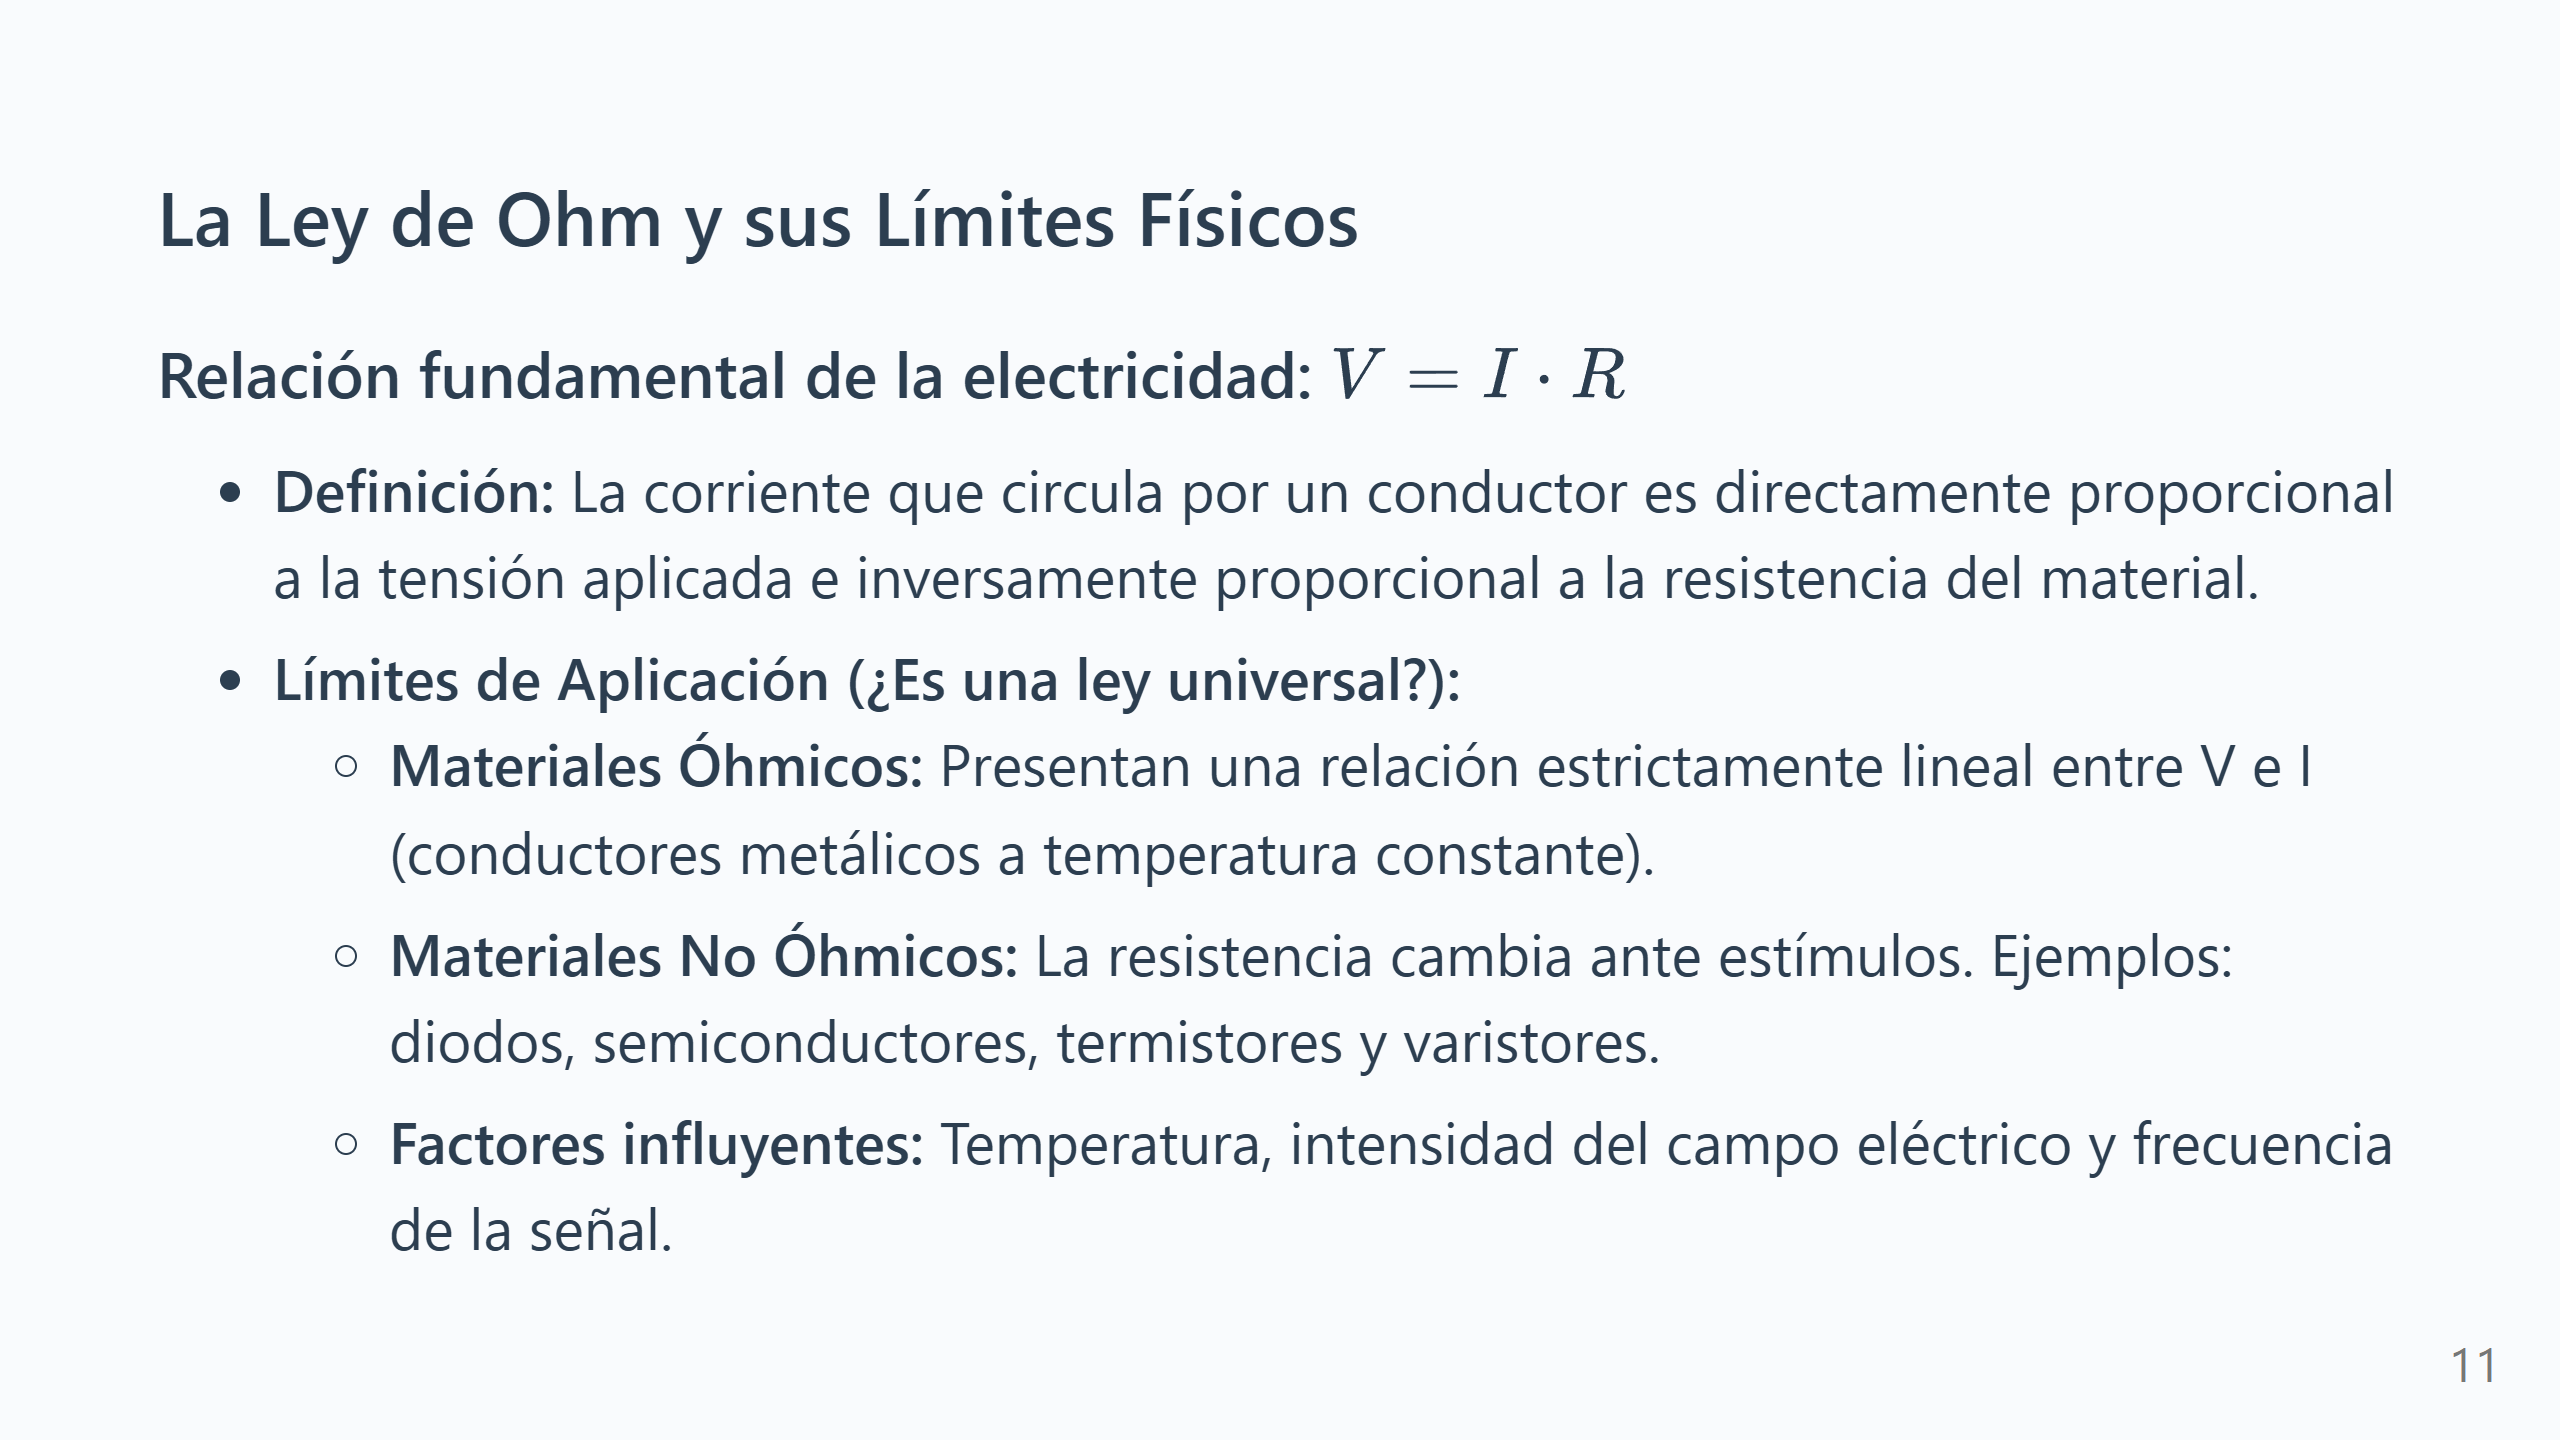 La Ley de Ohm y sus Límites Físicos
Relación fundamental de la electricidad: V = I · R
• Definición: La corriente que circula por un conductor es directamente proporcional
a la tensión aplicada e inversamente proporcional a la resistencia del material.
• Límites de Aplicación (¿Es una ley universal?):
○ Materiales Óhmicos: Presentan una relación estrictamente lineal entre V e I
(conductores metálicos a temperatura constante).
○ Materiales No Óhmicos: La resistencia cambia ante estímulos. Ejemplos:
diodos, semiconductores, termistores y varistores.
○ Factores influyentes: Temperatura, intensidad del campo eléctrico y frecuencia
de la señal.
11